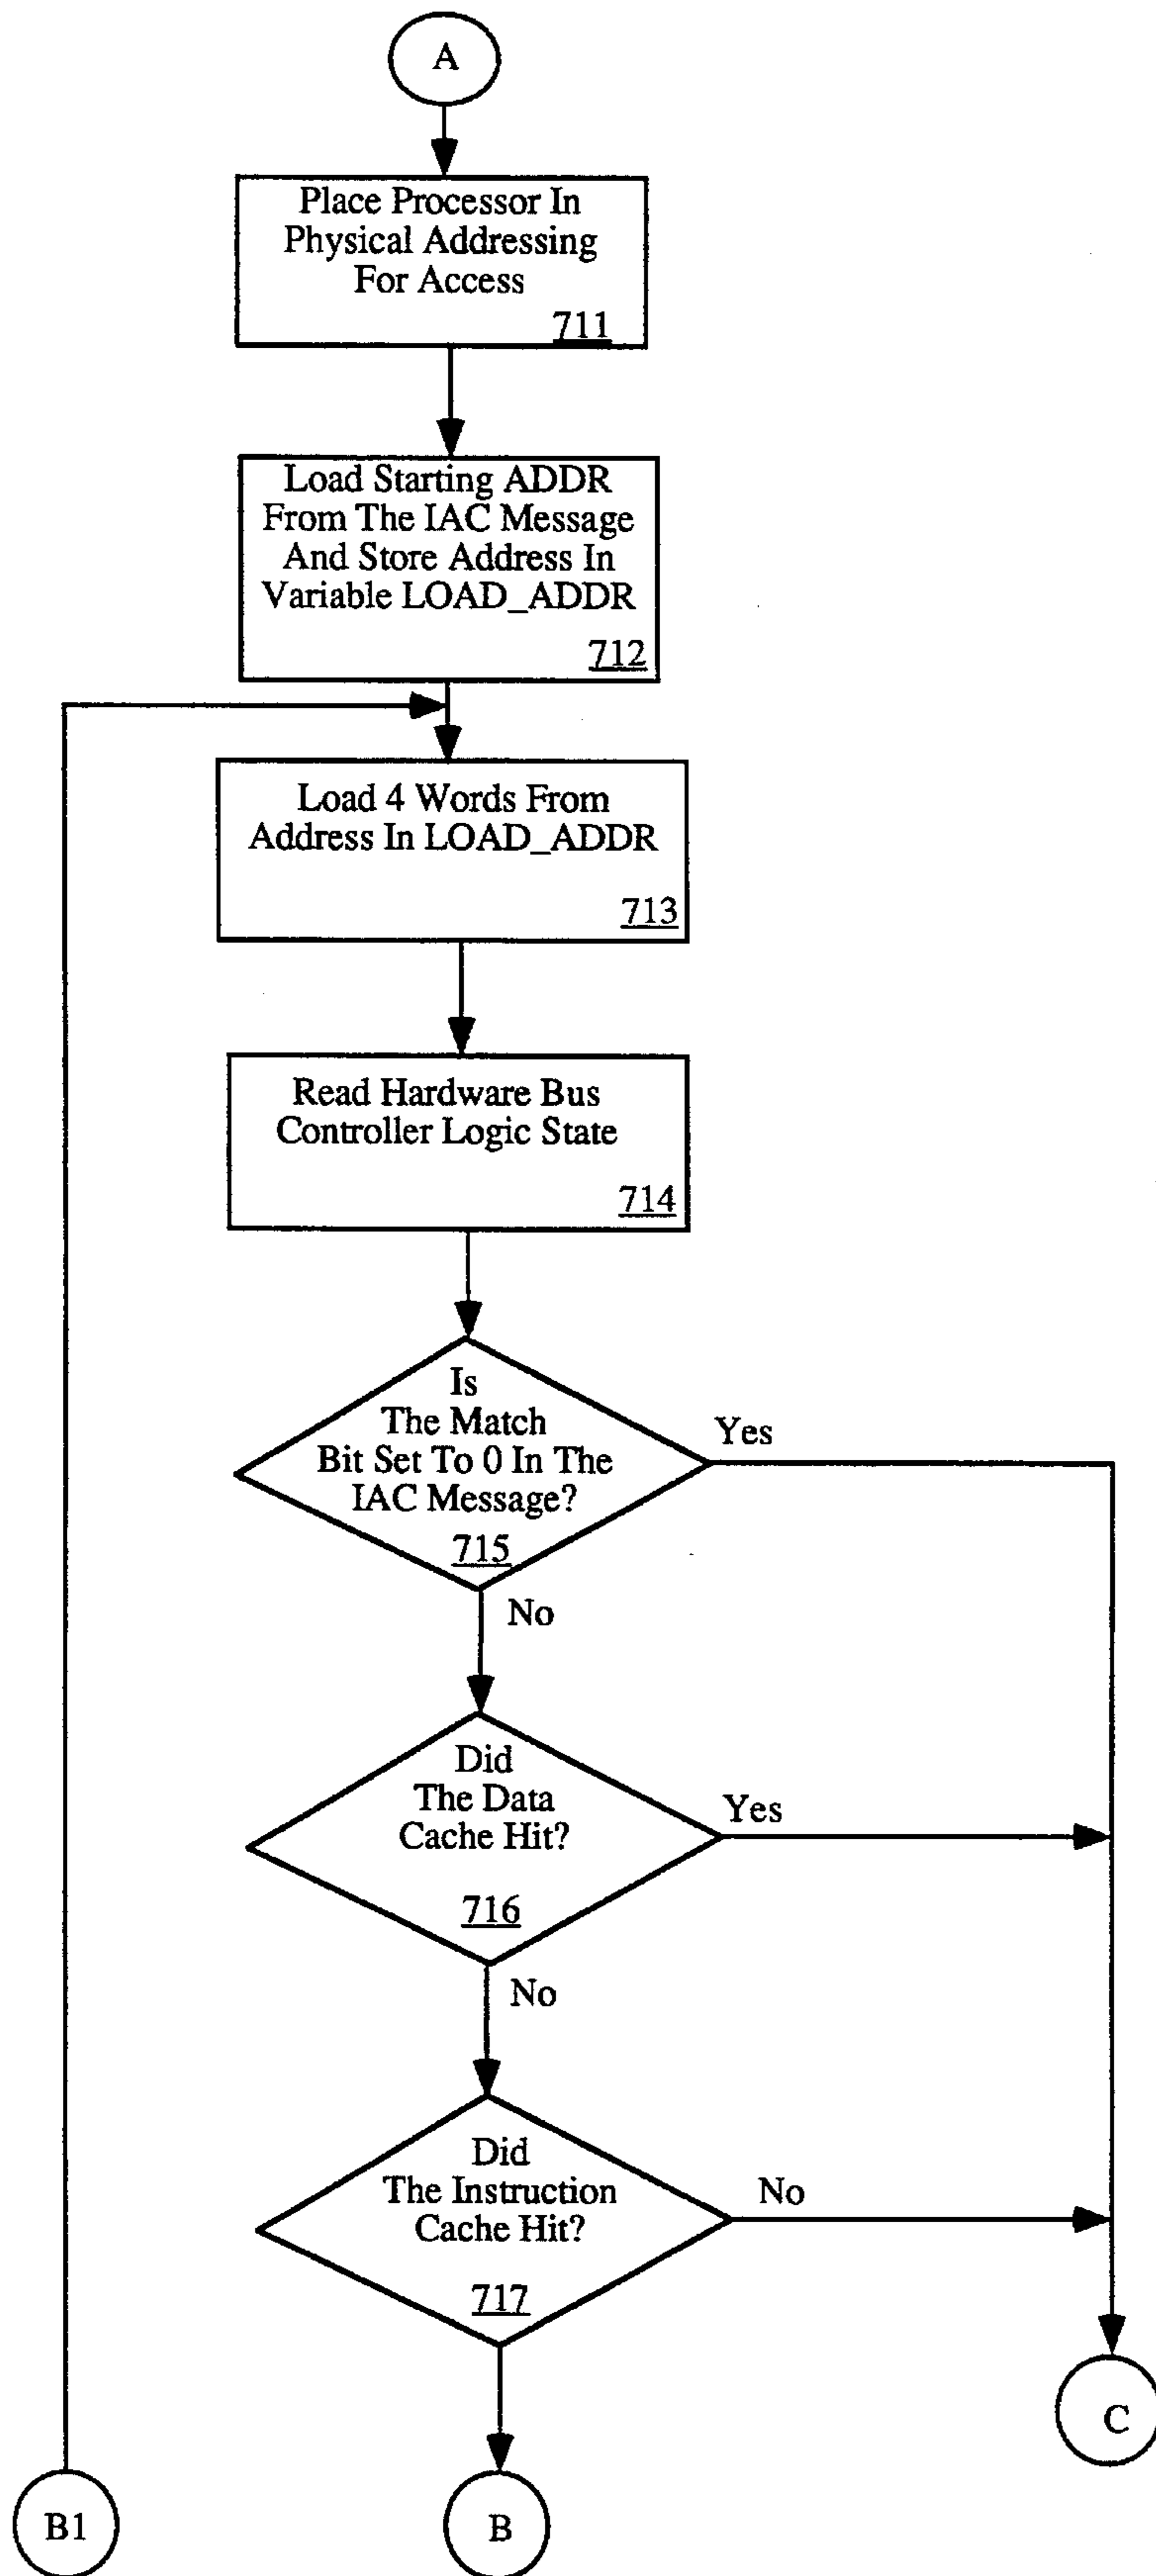 A
Place Processor In
Physical Addressing
For Access
711
Load Starting ADDR
From The IAC Message
And Store Address In
Variable LOAD_ADDR
712
Load 4 Words From
Address In LOAD_ADDR
713
Read Hardware Bus
Controller Logic State
714
Is
The Match
Bit Set To 0 In The
IAC Message?
715
Yes
No
Did
The Data
Cache Hit?
716
Yes
No
Did
The Instruction
Cache Hit?
717
No
C
B1
B